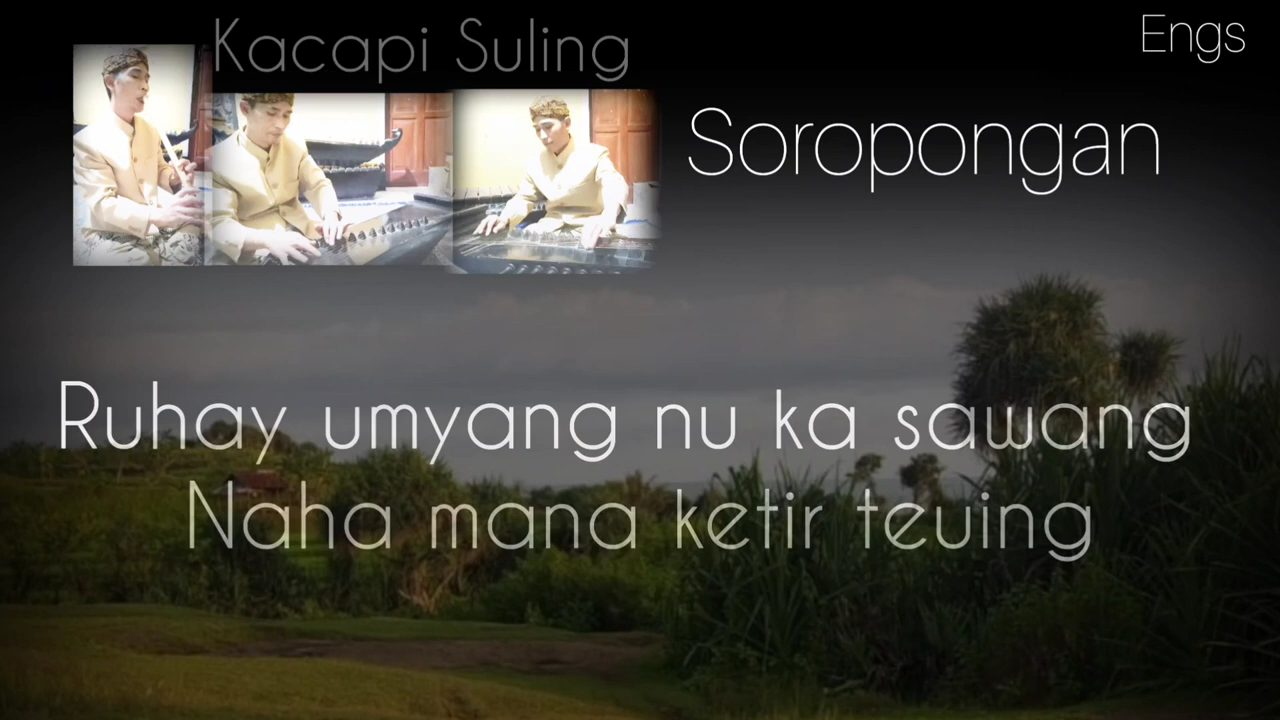 Kacapi Suling
Engs
Soropongan
Ruhay umyang nu ka sawang
Naha mana ketir teuing